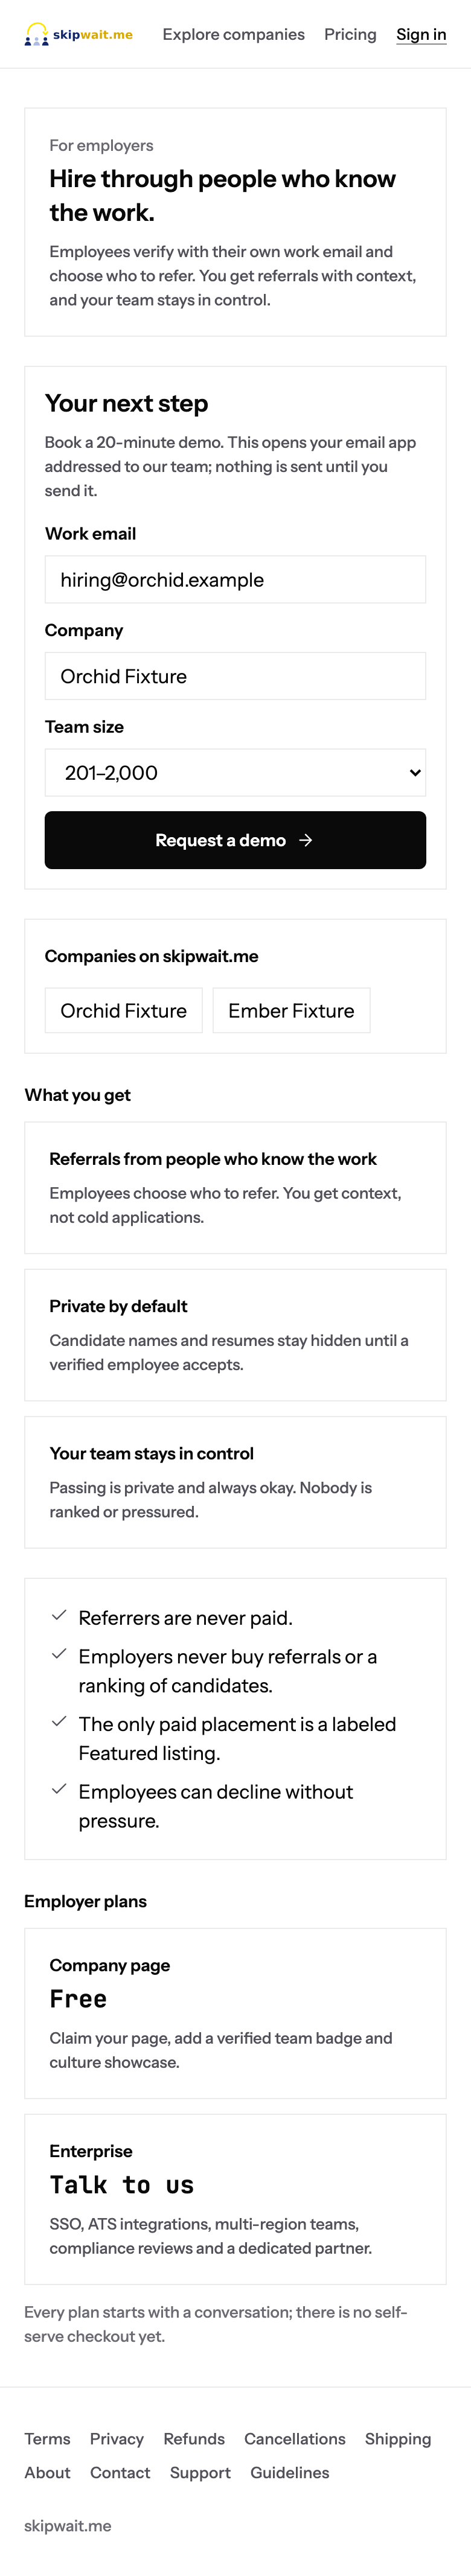 skipwait.me
Explore companies
Pricing
Sign in
For employers
Hire through people who know
the work.
Employees verify with their own work email and
choose who to refer. You get referrals with context,
and your team stays in control.
Your next step
Book a 20-minute demo. This opens your email app
addressed to our team; nothing is sent until you
send it.
Work email
hiring@orchid.example
Company
Orchid Fixture
Team size
201–2,000
Request a demo →
Companies on skipwait.me
Orchid Fixture
Ember Fixture
What you get
Referrals from people who know the work
Employees choose who to refer. You get context,
not cold applications.
Private by default
Candidate names and resumes stay hidden until a
verified employee accepts.
Your team stays in control
Passing is private and always okay. Nobody is
ranked or pressured.
Referrers are never paid.
Employers never buy referrals or a
ranking of candidates.
The only paid placement is a labeled
Featured listing.
Employees can decline without
pressure.
Employer plans
Company page
Free
Claim your page, add a verified team badge and
culture showcase.
Enterprise
Talk to us
SSO, ATS integrations, multi-region teams,
compliance reviews and a dedicated partner.
Every plan starts with a conversation; there is no self-
serve checkout yet.
Terms Privacy Refunds Cancellations Shipping
About Contact Support Guidelines
skipwait.me